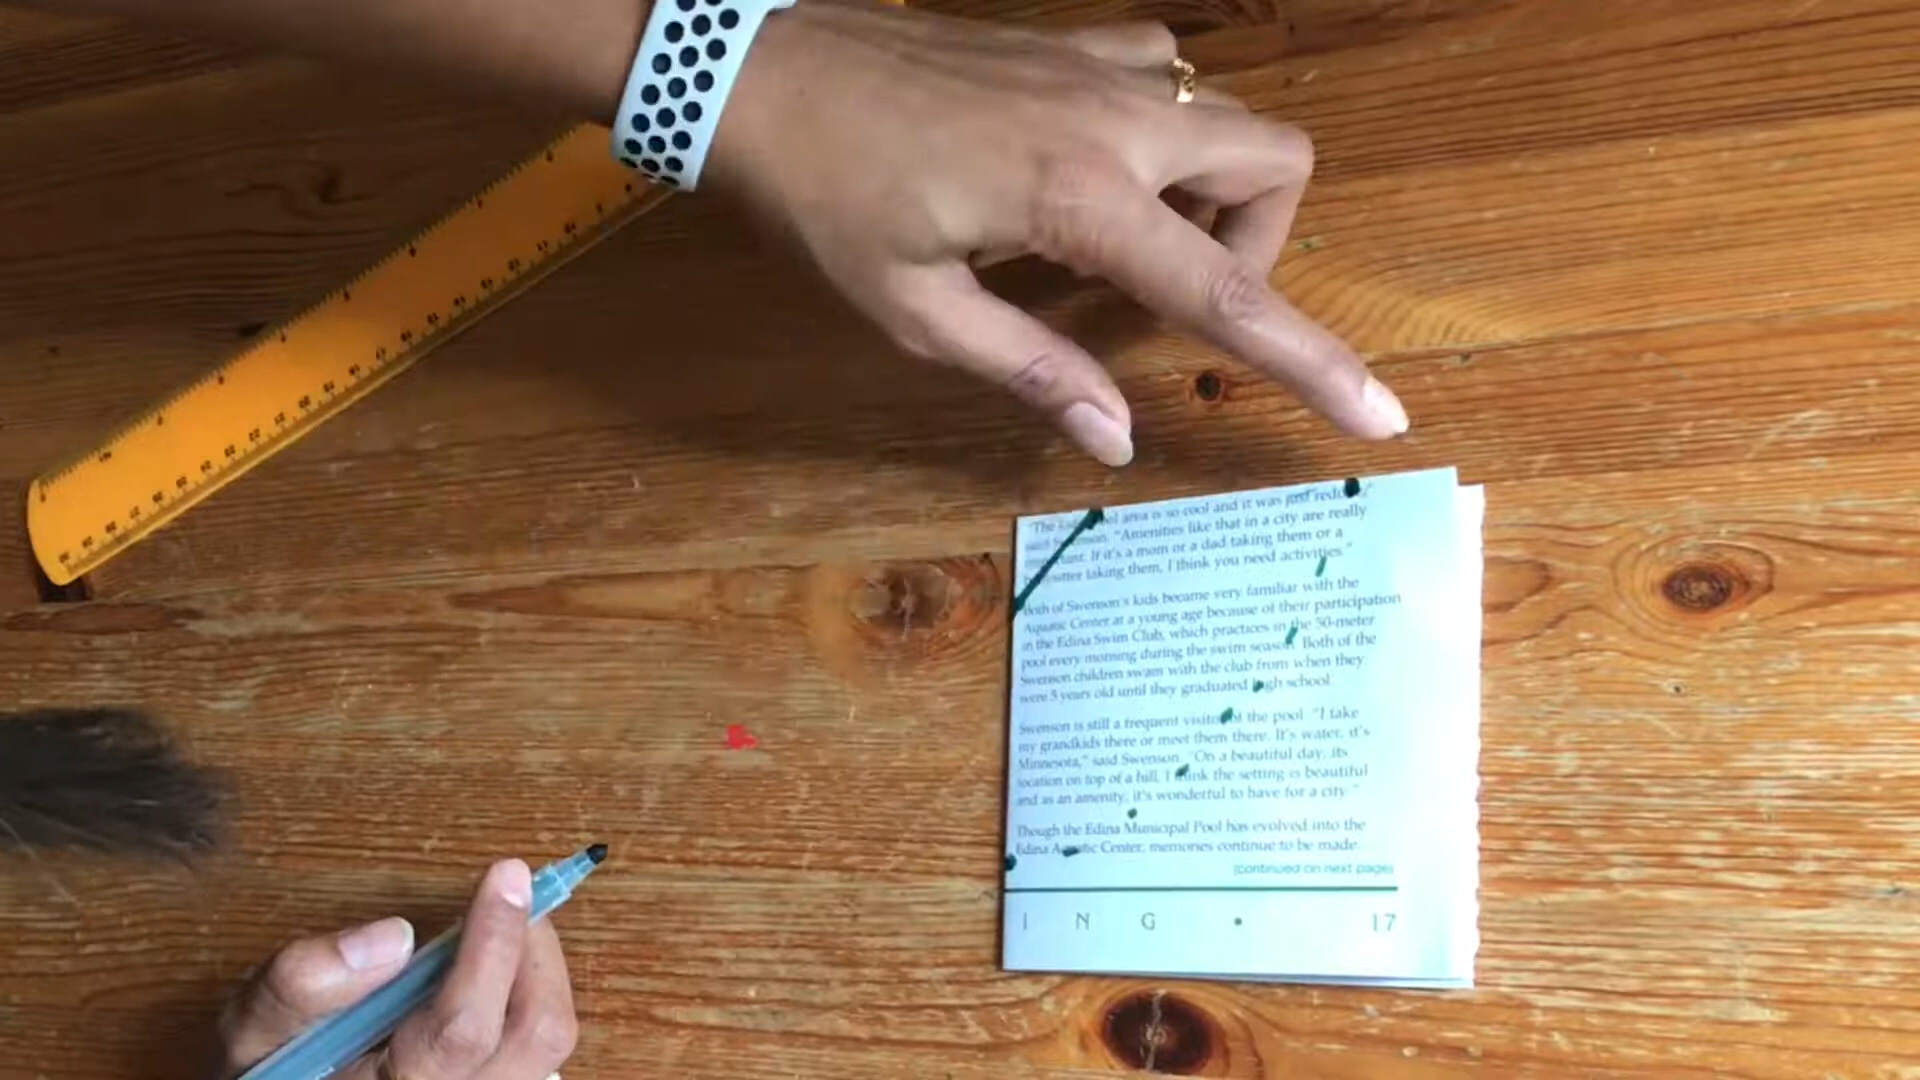 "The kids pool area is so cool and it was just redone,"
said Swenson. "Amenities like that in a city are really
If it's a mom or a dad taking them or a
taking them, I think you need activities."
Both of Swenson's kids became very familiar with the
Aquatic Center at a young age because of their participation
in the Edina Swim Club, which practices in the 50-meter
pool every morning during the swim season. Both of the
Swenson children swam with the club from when they
were 5 years old until they graduated high school.
Swenson is still a frequent visitor of the pool. "I take
my grandkids there or meet them there. It's water, it's
Minnesota," said Swenson. "On a beautiful day, its
location on top of a hill, I think the setting is beautiful
and as an amenity, it's wonderful to have for a city."
Though the Edina Municipal Pool has evolved into the
Edina Aquatic Center, memories continue to be made.
(continued on next page)
I N G • 17